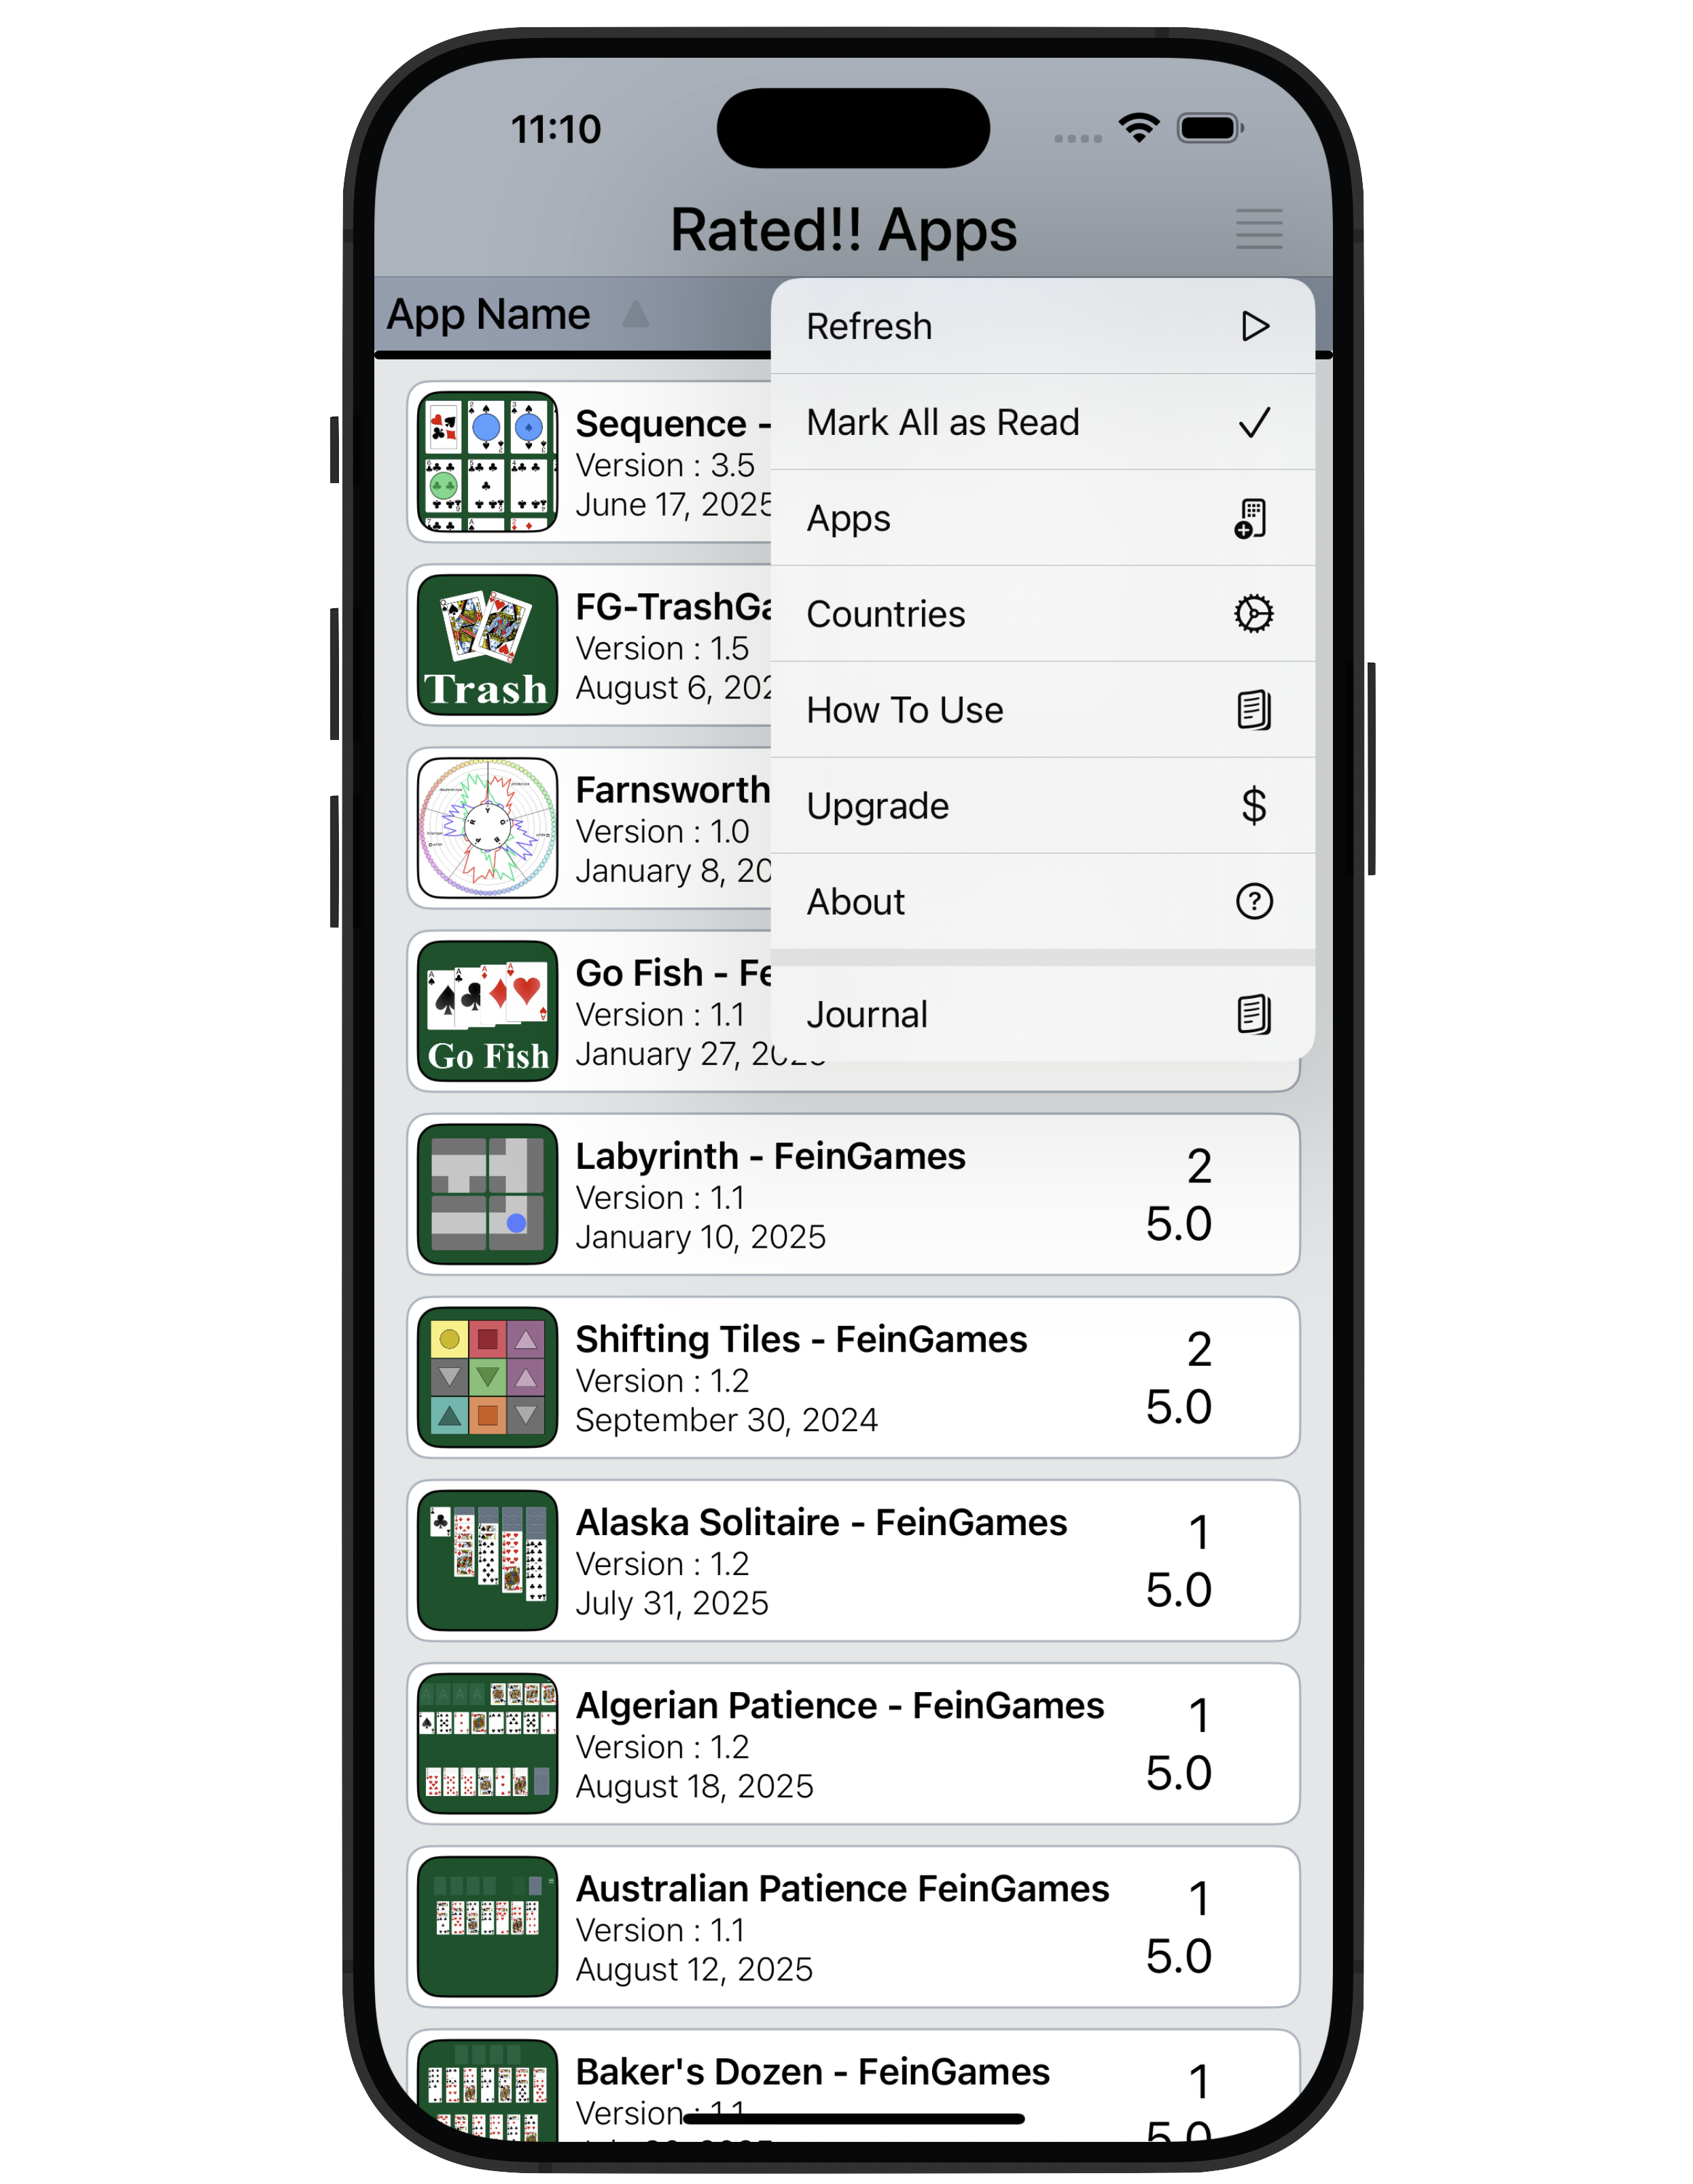 11:10
Rated!! Apps
App Name
Refresh
Mark All as Read
Apps
Countries
How To Use
Upgrade
$
About
?
Journal
Sequence -
Version : 3.5
June 17, 2025
Trash
FG-TrashGa
Version : 1.5
August 6, 202
Farnsworth
Version : 1.0
January 8, 20
Go Fish
Go Fish - Fe
Version : 1.1
January 27, 2025
Labyrinth - FeinGames
Version : 1.1
January 10, 2025
2
5.0
Shifting Tiles - FeinGames
Version : 1.2
September 30, 2024
2
5.0
Alaska Solitaire - FeinGames
Version : 1.2
July 31, 2025
1
5.0
Algerian Patience - FeinGames
Version : 1.2
August 18, 2025
1
5.0
Australian Patience FeinGames
Version : 1.1
August 12, 2025
1
5.0
Baker's Dozen - FeinGames
Version : 1.1
1
5.0